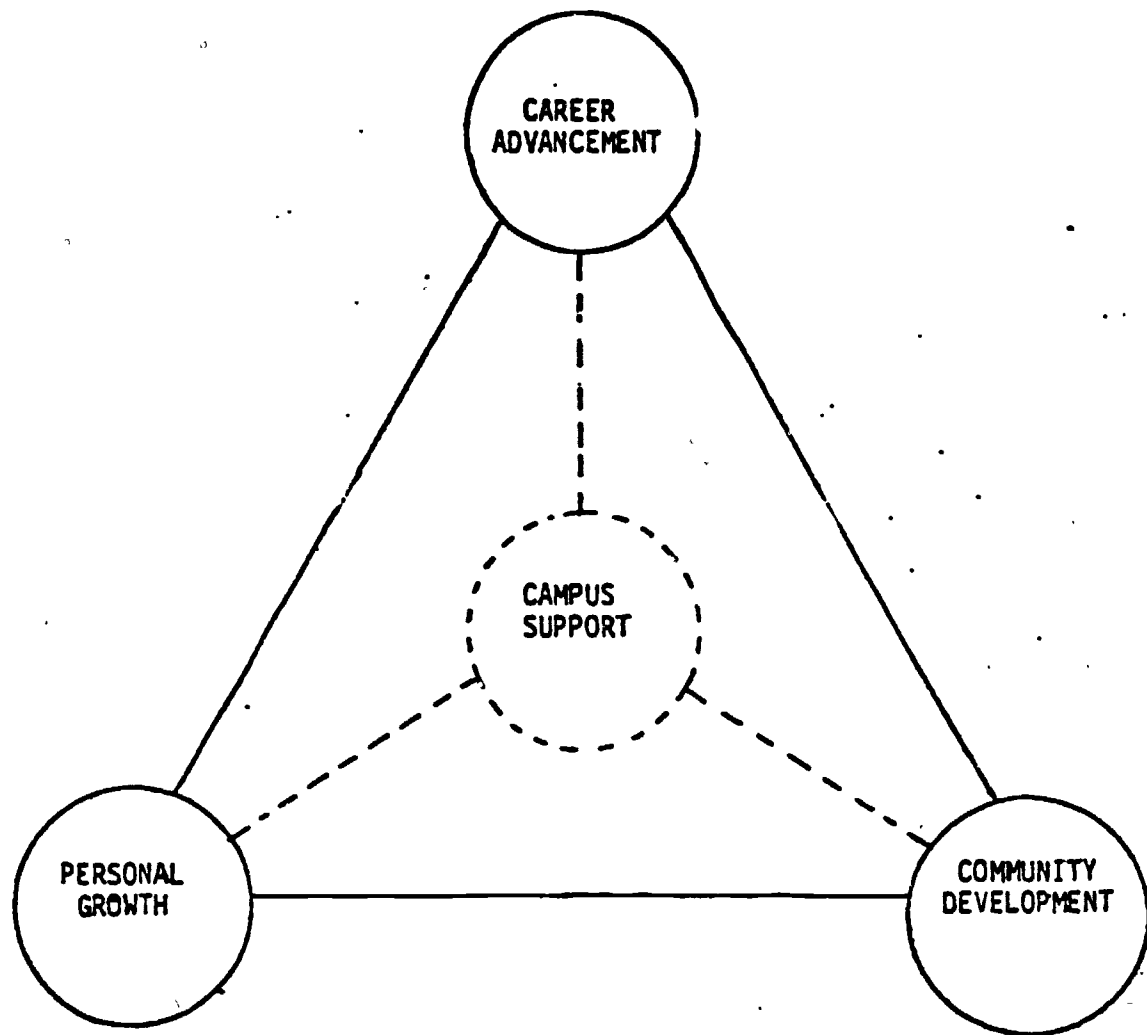 CAREER
ADVANCEMENT
CAMPUS
SUPPORT
PERSONAL
GROWTH
COMMUNITY
DEVELOPMENT